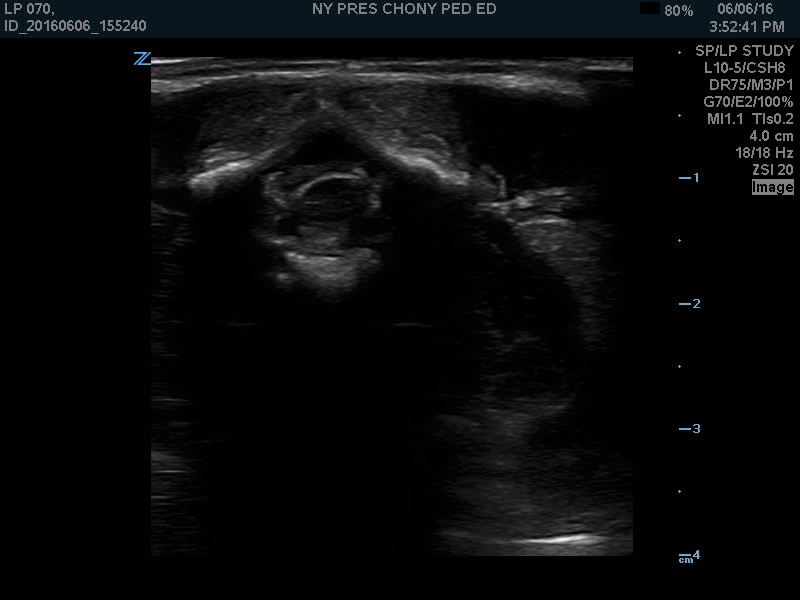 LP 070,
ID_20160606_155240
NY PRES CHONY PED ED
80%
06/06/16
3:52:41 PM
Z
SP/LP STUDY
L10-5/CSH8
DR75/M3/P1
G70/E2/100%
MI1.1 TIs0.2
4.0 cm
18/18 Hz
ZSI 20
Image
1
2
3
4
cm